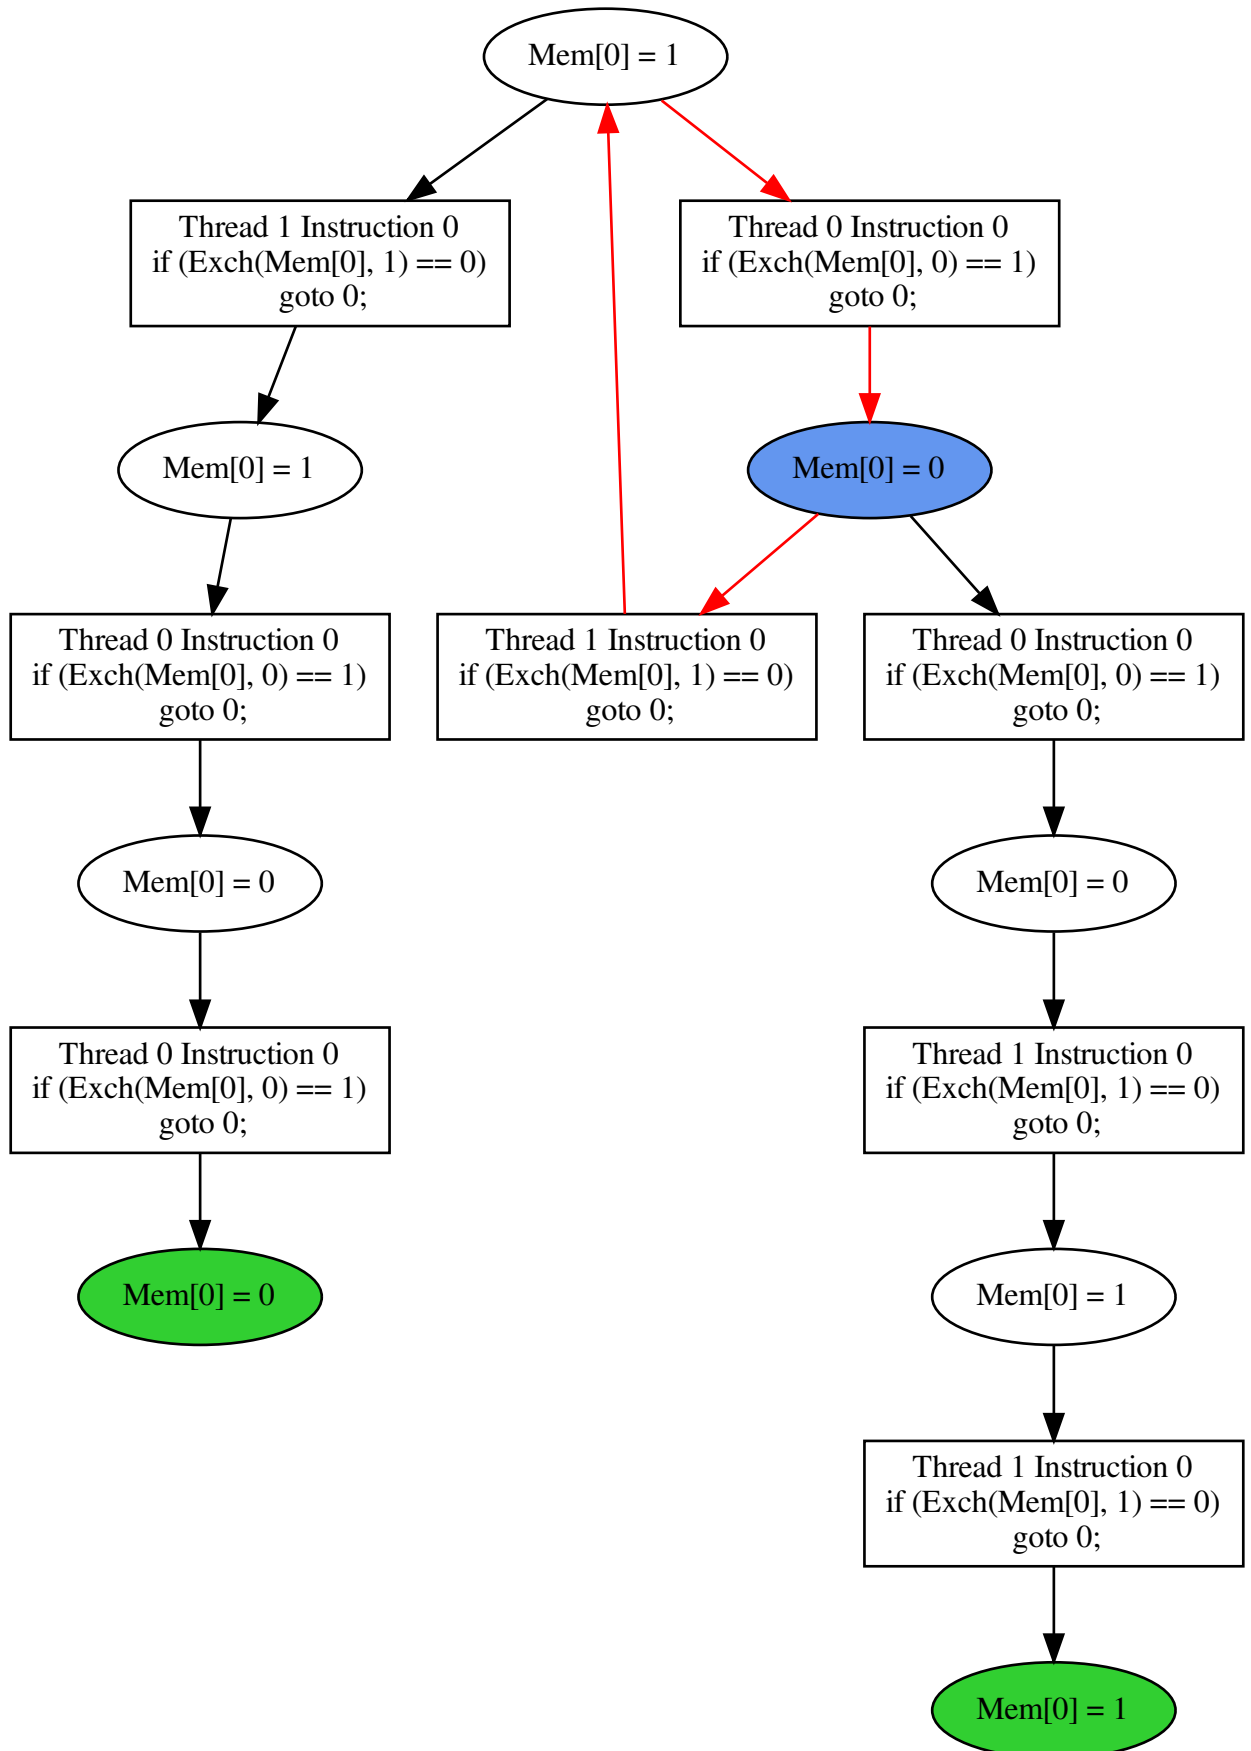 Mem[0] = 1
Thread 1 Instruction 0
if (Exch(Mem[0], 1) == 0)
goto 0;
Thread 0 Instruction 0
if (Exch(Mem[0], 0) == 1)
goto 0;
Mem[0] = 1
Mem[0] = 0
Thread 0 Instruction 0
if (Exch(Mem[0], 0) == 1)
goto 0;
Thread 1 Instruction 0
if (Exch(Mem[0], 1) == 0)
goto 0;
Thread 0 Instruction 0
if (Exch(Mem[0], 0) == 1)
goto 0;
Mem[0] = 0
Mem[0] = 0
Thread 0 Instruction 0
if (Exch(Mem[0], 0) == 1)
goto 0;
Thread 1 Instruction 0
if (Exch(Mem[0], 1) == 0)
goto 0;
Mem[0] = 0
Mem[0] = 1
Thread 1 Instruction 0
if (Exch(Mem[0], 1) == 0)
goto 0;
Mem[0] = 1